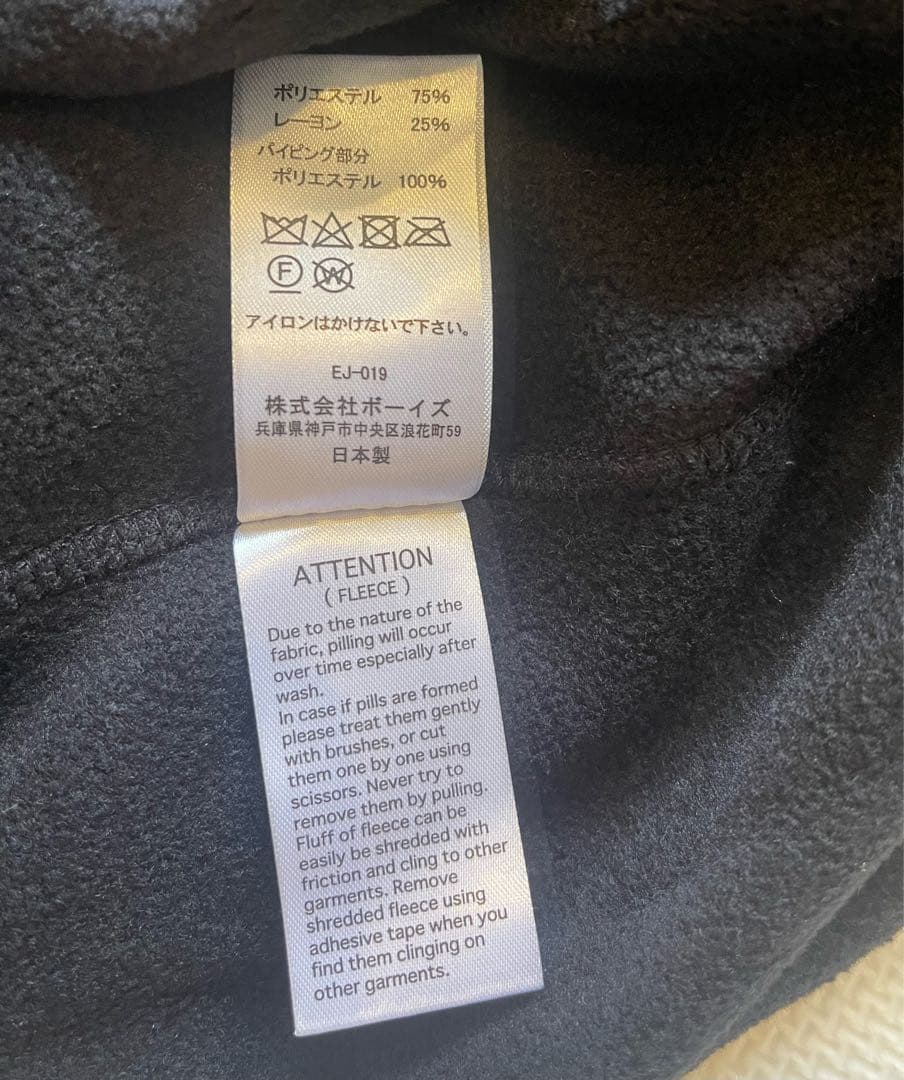 ポリエステル 75%
レーヨン 25%
パイピング部分
ポリエステル 100%
F W
アイロンはかけないで下さい。
EJ-019
株式会社ボーイズ
兵庫県神戸市中央区浪花町59
日本製
ATTENTION
( FLEECE )
Due to the nature of the
fabric, pilling will occur
over time especially after
wash.
In case if pills are formed
please treat them gently
with brushes, or cut
them one by one using
scissors. Never try to
remove them by pulling.
Fluff of fleece can be
easily be shredded with
friction and cling to other
garments. Remove
shredded fleece using
adhesive tape when you
find them clinging on
other garments.